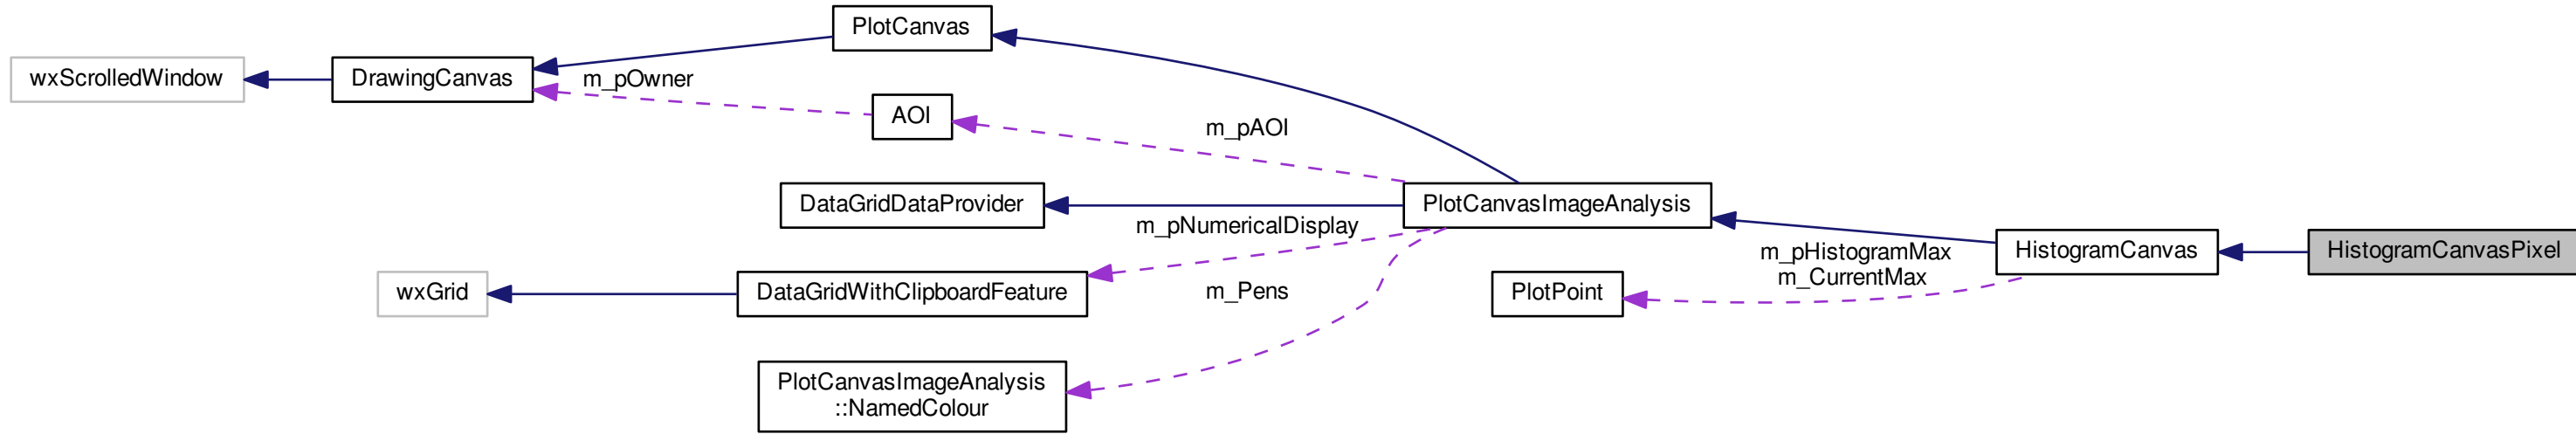 PlotCanvas
wxScrolledWindow
DrawingCanvas
m_pOwner
AOI
m_pAOI
DataGridDataProvider
PlotCanvasImageAnalysis
m_pNumericalDisplay
m_pHistogramMax
m_CurrentMax
HistogramCanvas
HistogramCanvasPixel
wxGrid
DataGridWithClipboardFeature
m_Pens
PlotPoint
PlotCanvasImageAnalysis
::NamedColour